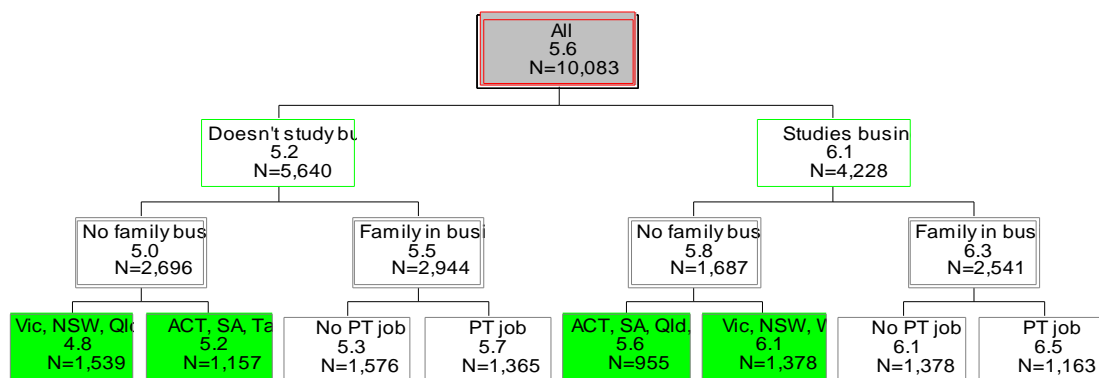 All
5.6
N=10,083
Doesn't study bu
5.2
N=5,640
Studies busin
6.1
N=4,228
No family bus
5.0
N=2,696
Family in busi
5.5
N=2,944
No family bus
5.8
N=1,687
Family in bus
6.3
N=2,541
Vic, NSW, Qld
4.8
N=1,539
ACT, SA, Ta
5.2
N=1,157
No PT job
5.3
N=1,576
PT job
5.7
N=1,365
ACT, SA, Qld,
5.6
N=955
Vic, NSW, W
6.1
N=1,378
No PT job
6.1
N=1,378
PT job
6.5
N=1,163